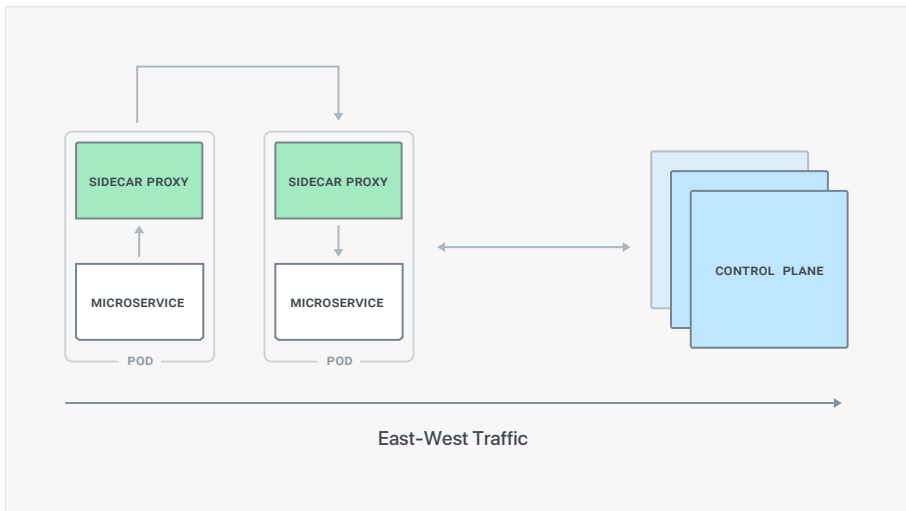 SIDECAR PROXY
SIDECAR PROXY
MICROSERVICE
MICROSERVICE
POD
POD
CONTROL PLANE
East-West Traffic